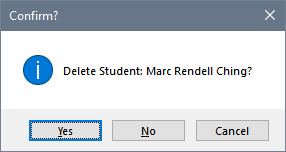 Confirm?
Delete Student: Marc Rendell Ching?
Yes
No
Cancel